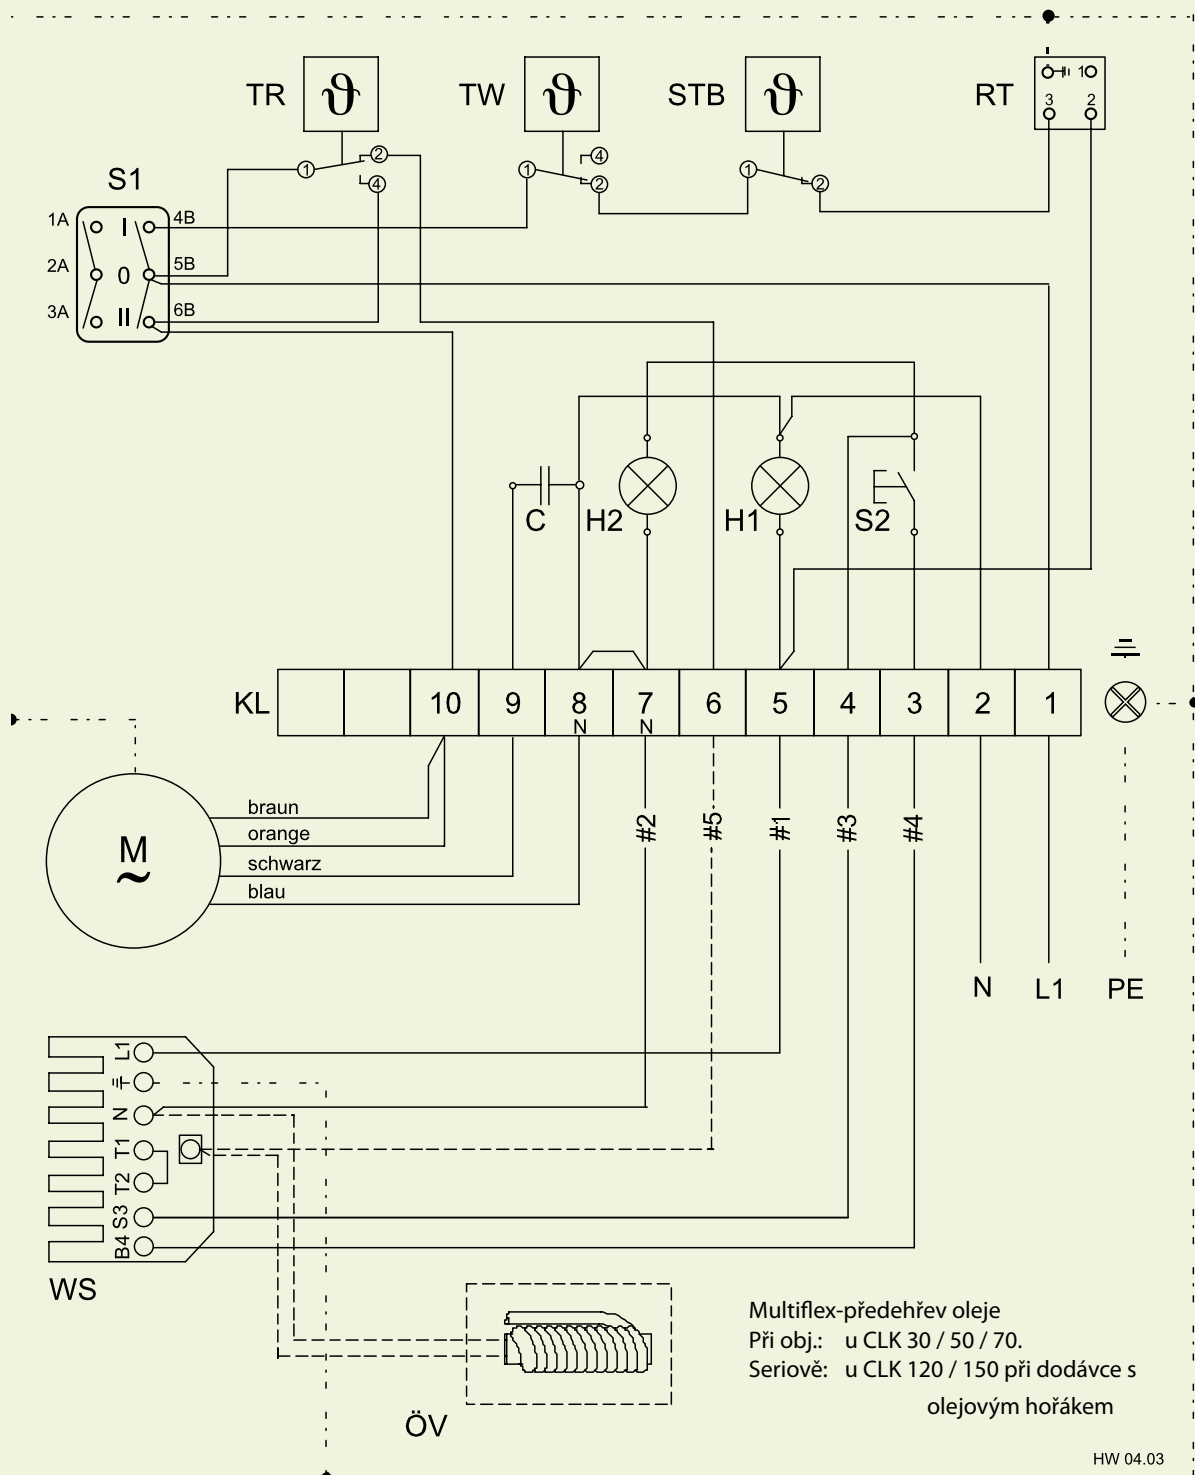 TR ϑ TW ϑ STB ϑ RT 1
3 2
1 2 4 1 4 2 1 2
S1
1A I 4B
2A 0 5B
3A II 6B
C H2 H1 S2
KL 10 9 8 7 6 5 4 3 2 1
N N
braun
orange
schwarz
blau
M
~
#2 #5 #1 #3 #4
N L1 PE
L1
N
T1
T2
S3
B4
WS
ÖV
Multiflex-předehřev oleje
Při obj.: u CLK 30 / 50 / 70.
Seriově: u CLK 120 / 150 při dodávce s
olejovým hořákem
HW 04.03